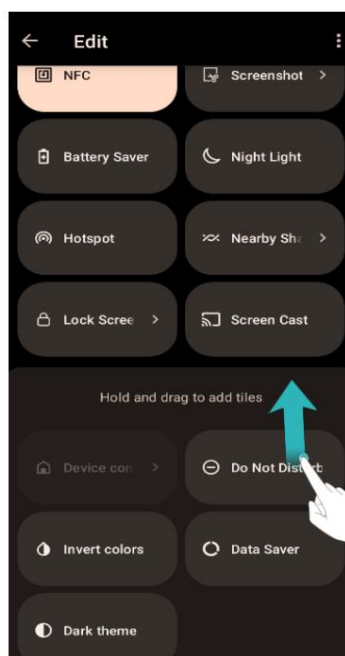 Edit
NFC
Screenshot
Battery Saver
Night Light
Hotspot
Nearby Sha
Lock Scree
Screen Cast
Hold and drag to add tiles
Device con
Do Not Disturb
Invert colors
Data Saver
Dark theme